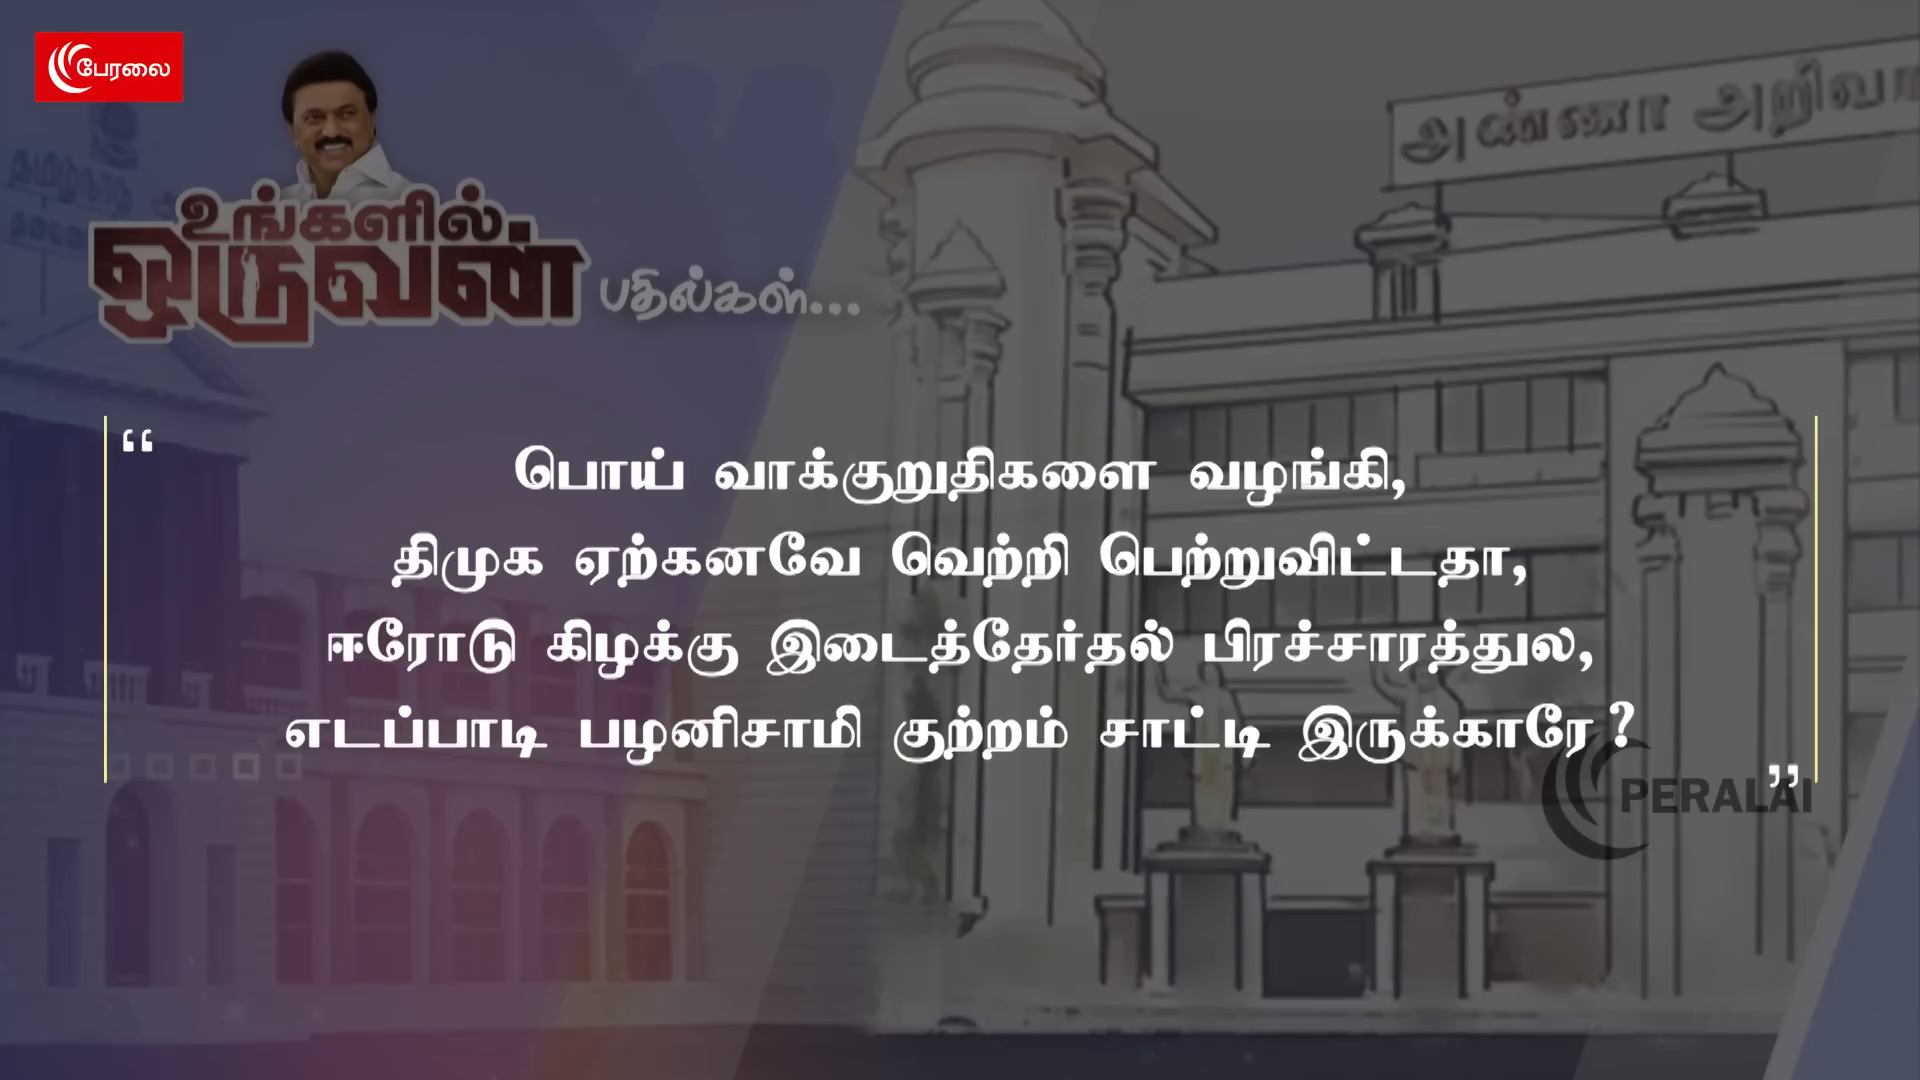 பேரலை
உங்களில்
ஒருவன்
பதில்கள்...
அண்ணா
“
பொய் வாக்குறுதிகளை வழங்கி,
திமுக ஏற்கனவே வெற்றி பெற்றுவிட்டதா,
ஈரோடு கிழக்கு இடைத்தேர்தல் பிரச்சாரத்துல,
எடப்பாடி பழனிசாமி குற்றம் சாட்டி இருக்காரே?
”
PERALAI